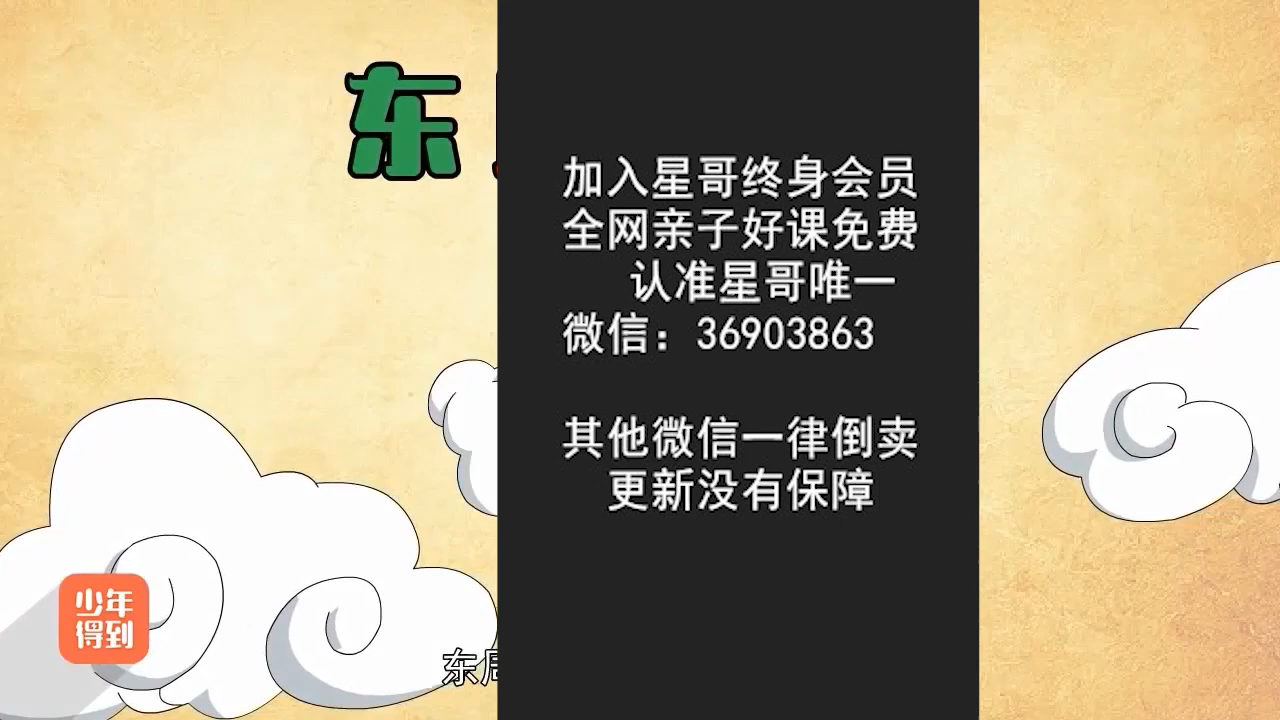 东
加入星哥终身会员
全网亲子好课免费
认准星哥唯一
微信：36903863
其他微信一律倒卖
更新没有保障
少年
得到
东周